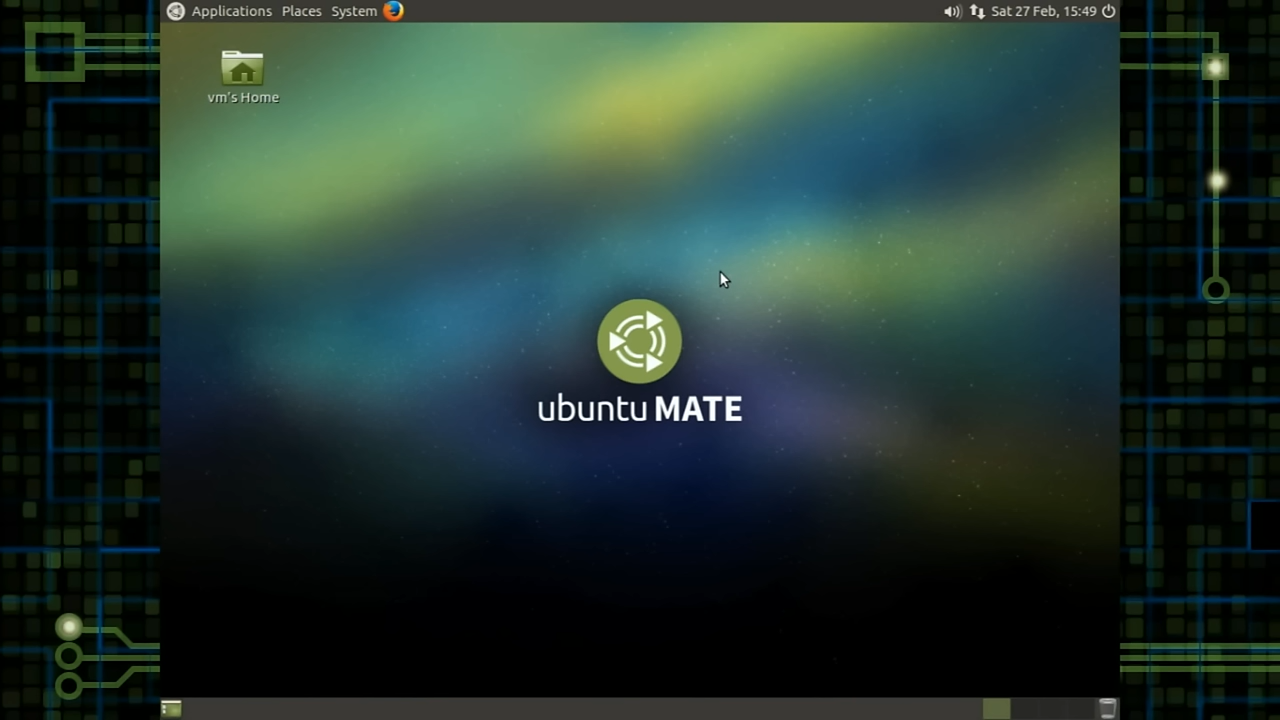 Applications Places System Sat 27 Feb, 15:49
vm's Home
ubuntu MATE